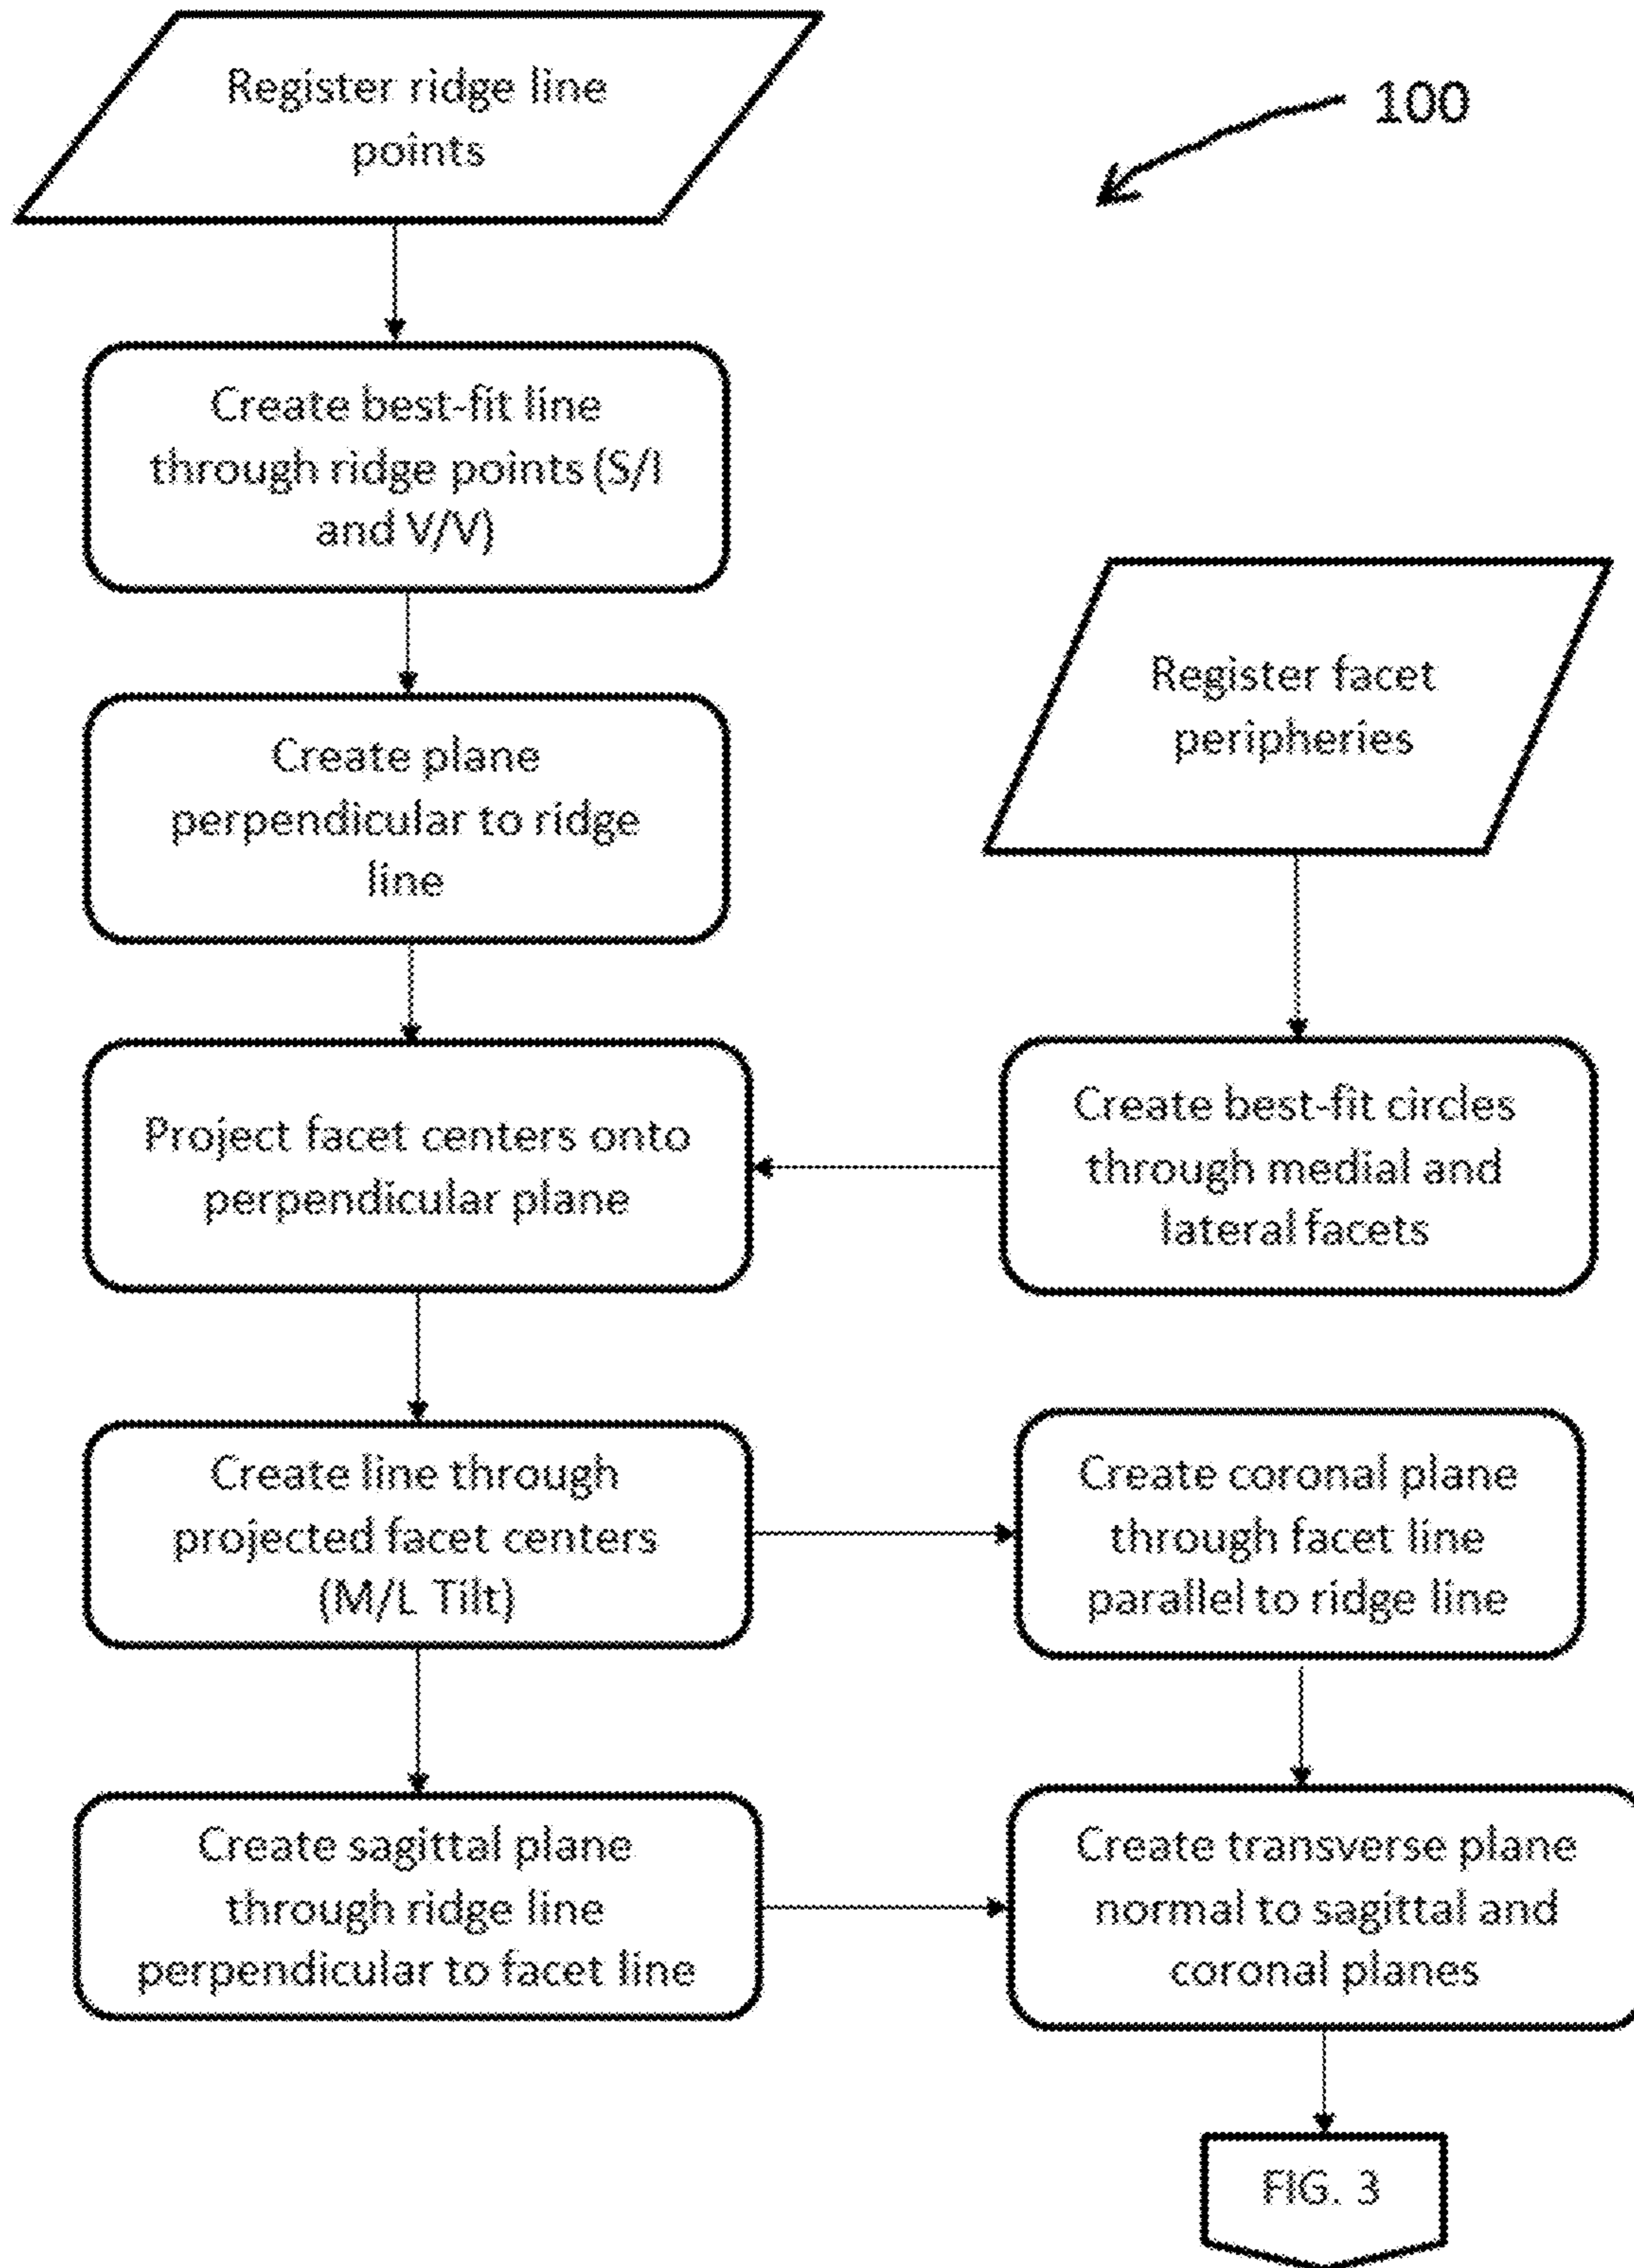 Register ridge line
points
100
Create best-fit line
through ridge points (S/I
and V/V)
Create plane
perpendicular to ridge
line
Register facet
peripheries
Project facet centers onto
perpendicular plane
Create best-fit circles
through medial and
lateral facets
Create line through
projected facet centers
(M/L Tilt)
Create coronal plane
through facet line
parallel to ridge line
Create sagittal plane
through ridge line
perpendicular to facet line
Create transverse plane
normal to sagittal and
coronal planes
FIG. 3